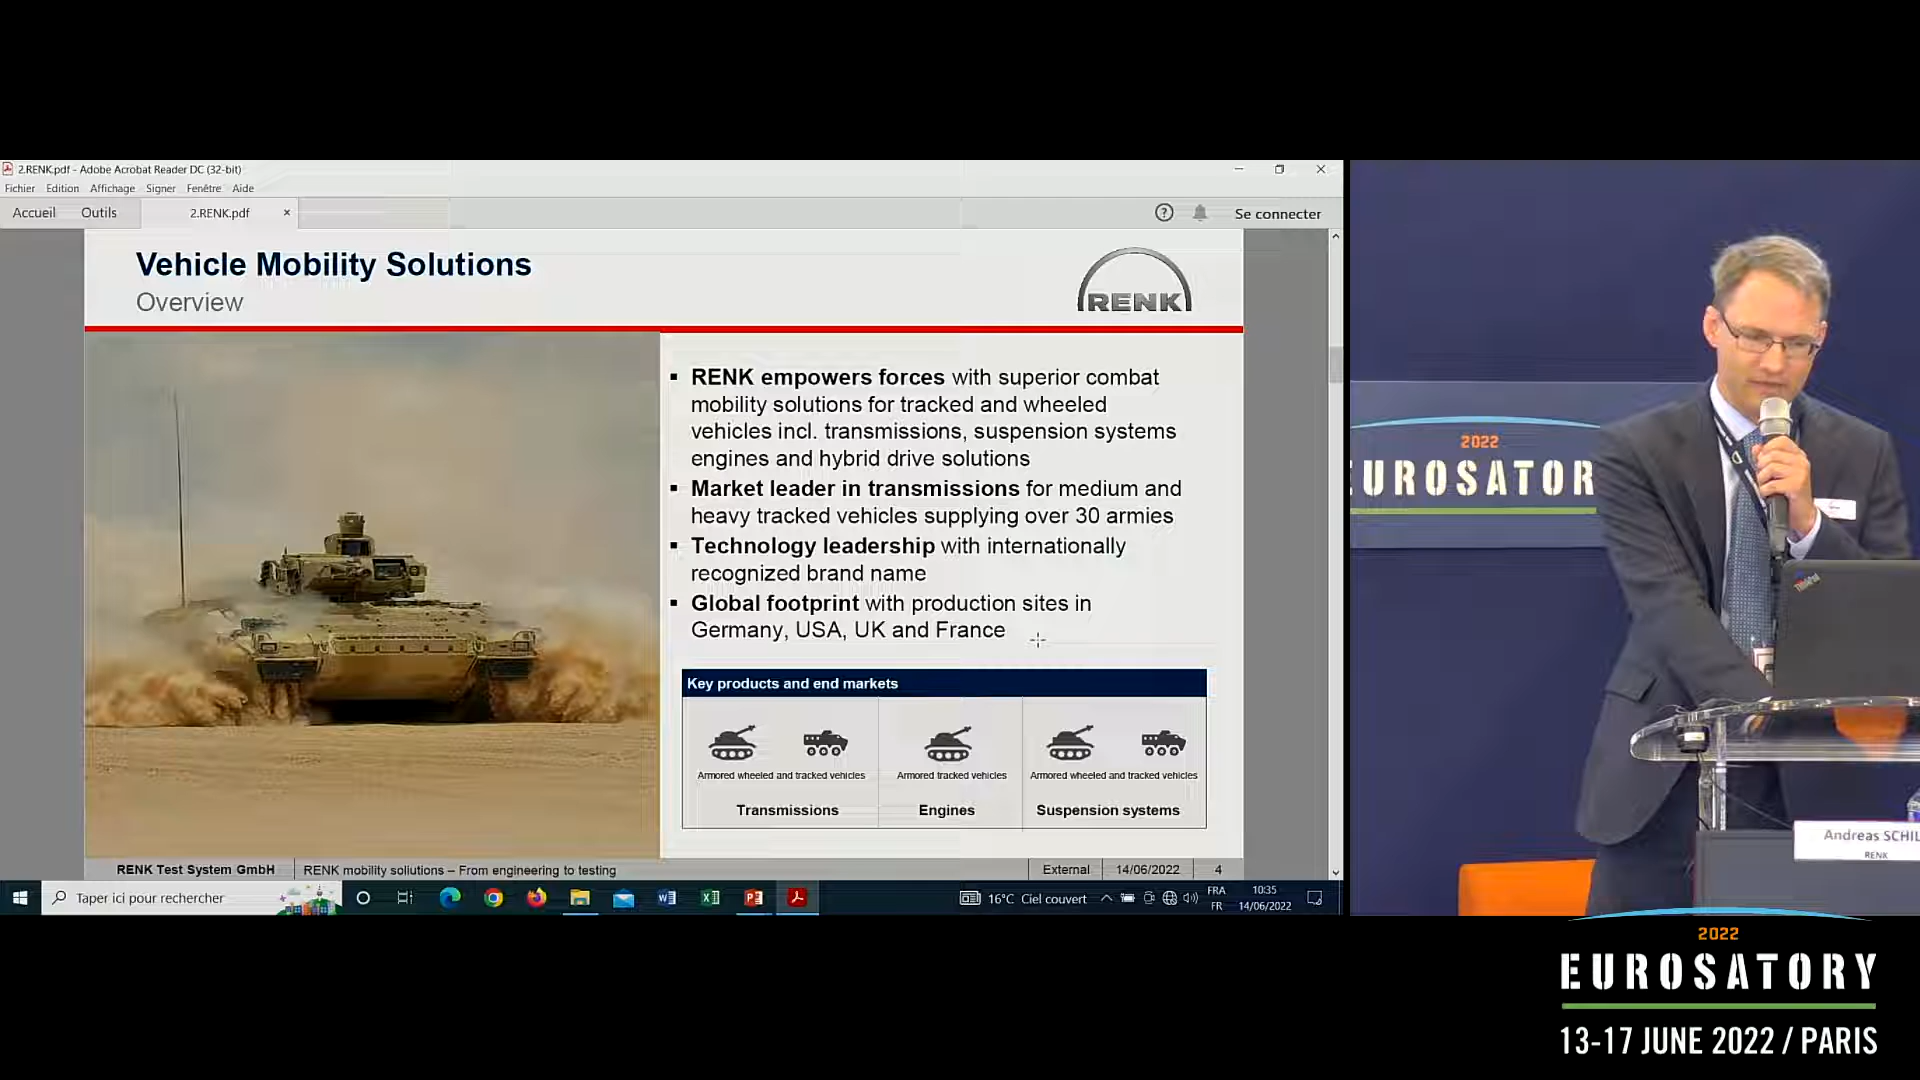 2.RENK.pdf - Adobe Acrobat Reader DC (32-bit)
Fichier Edition Affichage Signer Fenêtre Aide
Accueil Outils 2.RENK.pdf Se connecter
Vehicle Mobility Solutions
Overview
RENK
▪ RENK empowers forces with superior combat
mobility solutions for tracked and wheeled
vehicles incl. transmissions, suspension systems
engines and hybrid drive solutions
▪ Market leader in transmissions for medium and
heavy tracked vehicles supplying over 30 armies
▪ Technology leadership with internationally
recognized brand name
▪ Global footprint with production sites in
Germany, USA, UK and France
Key products and end markets
Armored wheeled and tracked vehicles
Transmissions
Armored tracked vehicles
Engines
Armored wheeled and tracked vehicles
Suspension systems
RENK Test System GmbH RENK mobility solutions – From engineering to testing External 14/06/2022 4
Taper ici pour rechercher
16°C Ciel couvert
FRA
FR
10:35
14/06/2022
2022
EUROSATOR
ThinkPad
Andreas SCHIL
RENK
2022
EUROSATORY
13-17 JUNE 2022 / PARIS